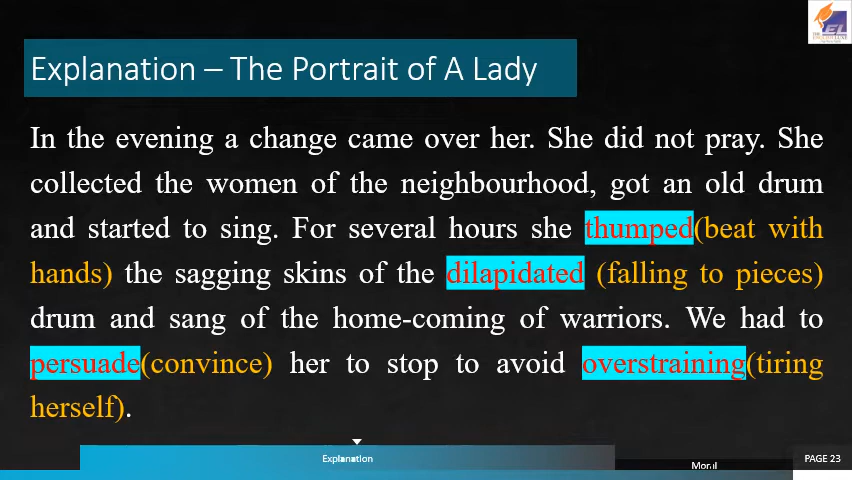 EL
Explanation – The Portrait of A Lady
In the evening a change came over her. She did not pray. She
collected the women of the neighbourhood, got an old drum
and started to sing. For several hours she thumped(beat with
hands) the sagging skins of the dilapidated (falling to pieces)
drum and sang of the home-coming of warriors. We had to
persuade(convince) her to stop to avoid overstraining(tiring
herself).
Explanation
Moral
PAGE 23